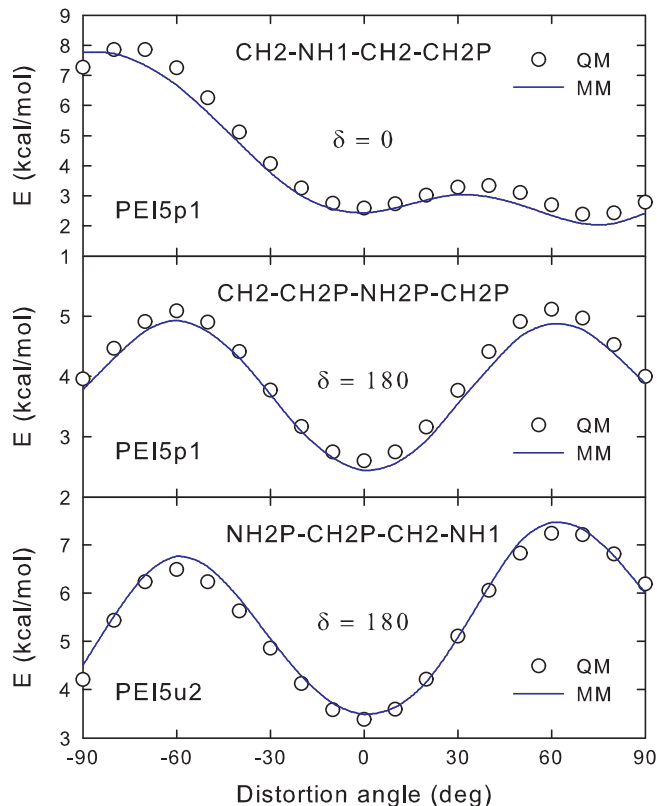 9
8
7
6
5
4
3
2
1
E (kcal/mol)
CH2-NH1-CH2-CH2P
QM
MM
δ = 0
PEI5p1
5
4
3
2
E (kcal/mol)
CH2-CH2P-NH2P-CH2P
δ = 180
QM
MM
PEI5p1
7
6
5
4
3
E (kcal/mol)
NH2P-CH2P-CH2-NH1
δ = 180
QM
MM
PEI5u2
-90 -60 -30 0 30 60 90
Distortion angle (deg)